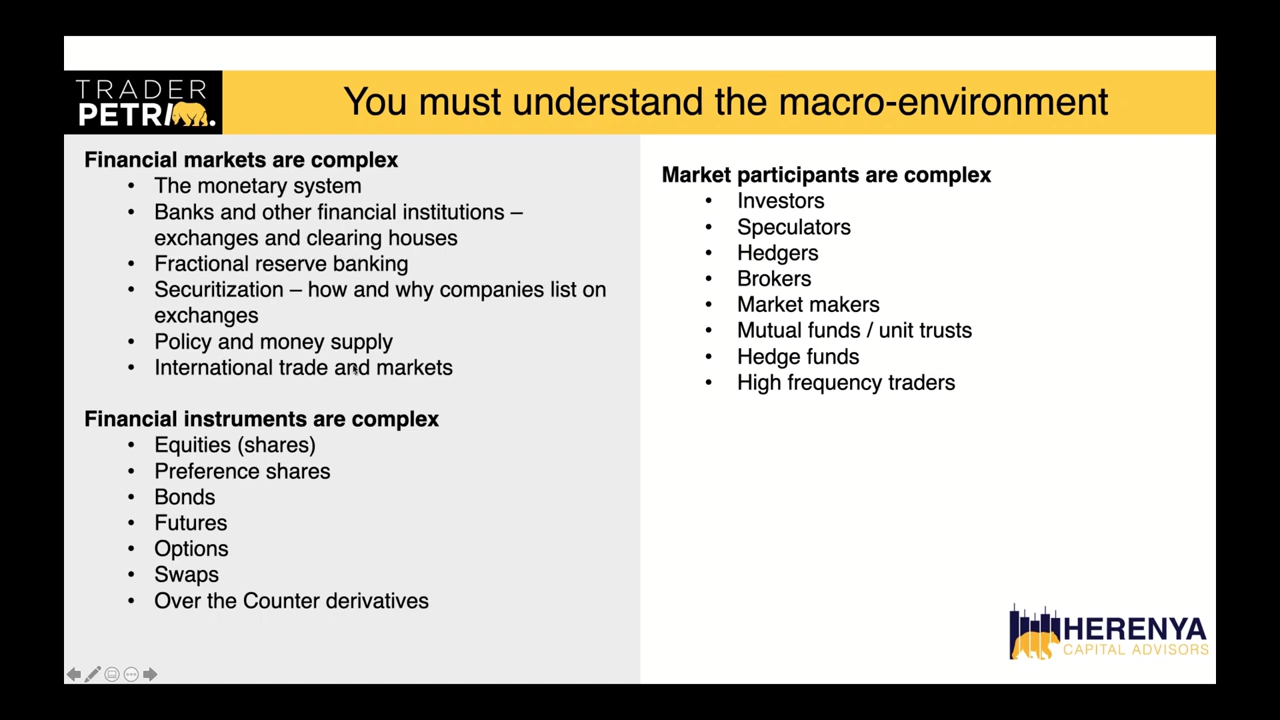 TRADER
PETRI.
You must understand the macro-environment
Financial markets are complex
• The monetary system
• Banks and other financial institutions –
exchanges and clearing houses
• Fractional reserve banking
• Securitization – how and why companies list on
exchanges
• Policy and money supply
• International trade and markets
Financial instruments are complex
• Equities (shares)
• Preference shares
• Bonds
• Futures
• Options
• Swaps
• Over the Counter derivatives
Market participants are complex
• Investors
• Speculators
• Hedgers
• Brokers
• Market makers
• Mutual funds / unit trusts
• Hedge funds
• High frequency traders
HERENYA
CAPITAL ADVISORS